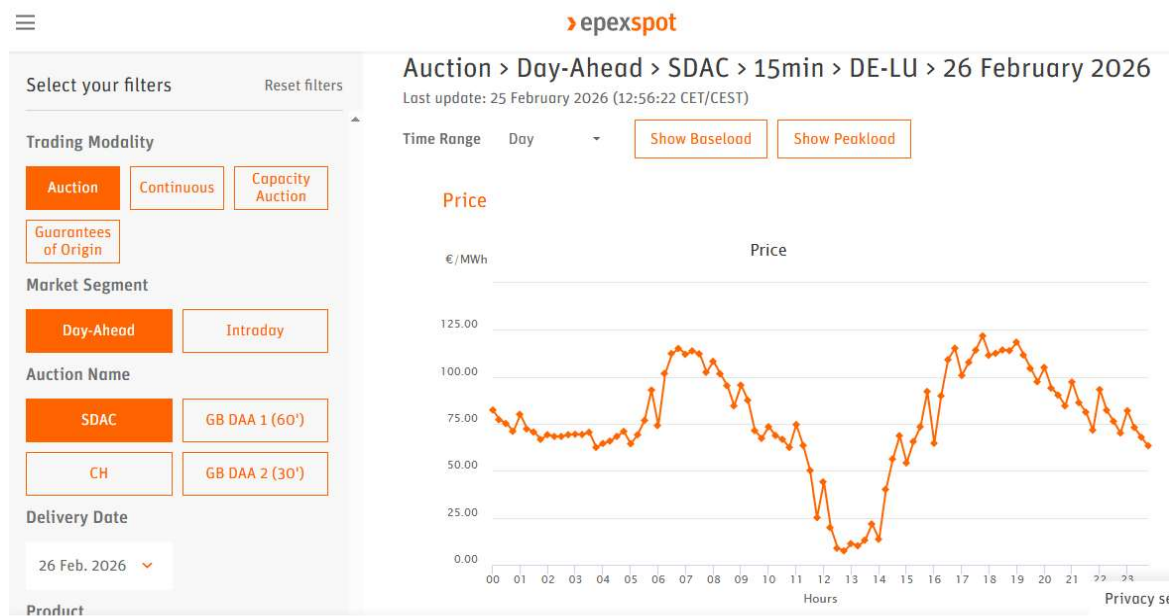 epexspot
Select your filters
Reset filters
Trading Modality
Auction
Continuous
Capacity
Auction
Guarantees
of Origin
Market Segment
Day-Ahead
Intraday
Auction Name
SDAC
GB DAA 1 (60')
CH
GB DAA 2 (30')
Delivery Date
26 Feb. 2026
Product
Auction > Day-Ahead > SDAC > 15min > DE-LU > 26 February 2026
Last update: 25 February 2026 (12:56:22 CET/CEST)
Time Range
Day
Show Baseload
Show Peakload
Price
Price
€/MWh
125.00
100.00
75.00
50.00
25.00
0.00
00 01 02 03 04 05 06 07 08 09 10 11 12 13 14 15 16 17 18 19 20 21 22 23
Hours
Privacy se